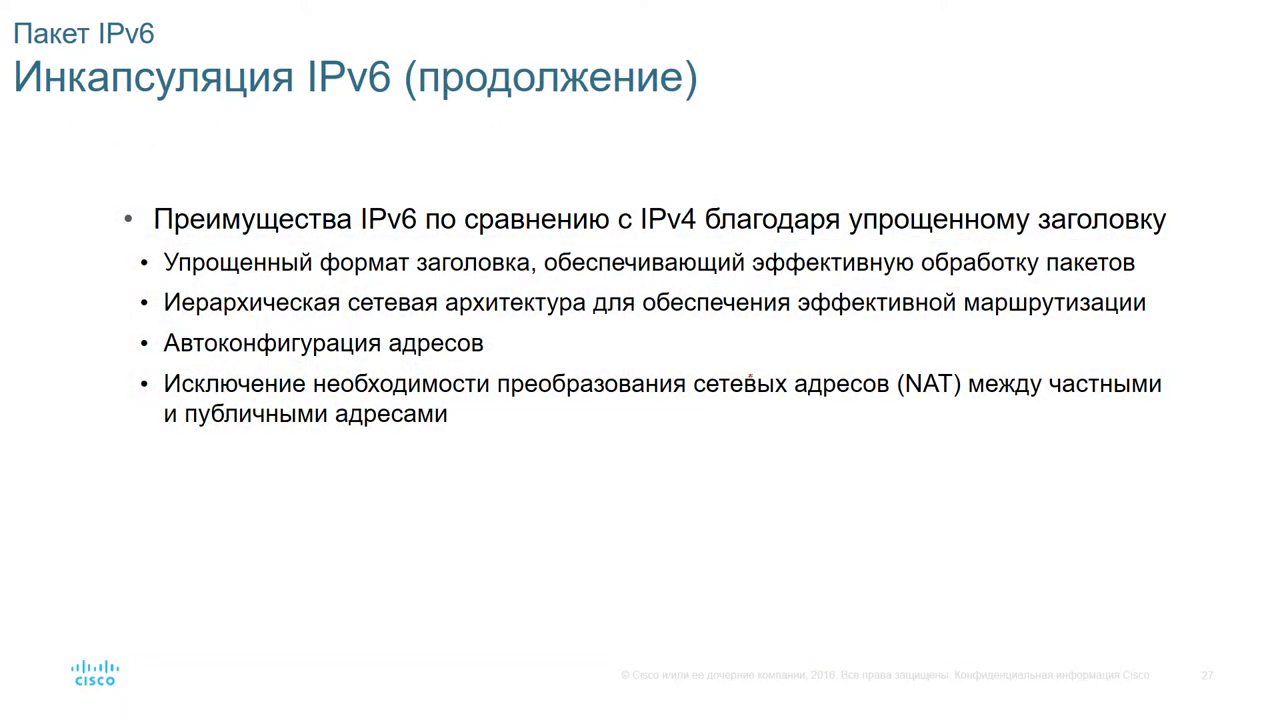 Пакет IPv6
Инкапсуляция IPv6 (продолжение)
• Преимущества IPv6 по сравнению с IPv4 благодаря упрощенному заголовку
• Упрощенный формат заголовка, обеспечивающий эффективную обработку пакетов
• Иерархическая сетевая архитектура для обеспечения эффективной маршрутизации
• Автоконфигурация адресов
• Исключение необходимости преобразования сетевых адресов (NAT) между частными
и публичными адресами
CISCO
© Cisco и/или ее дочерние компании, 2016. Все права защищены. Конфиденциальная информация Cisco
27